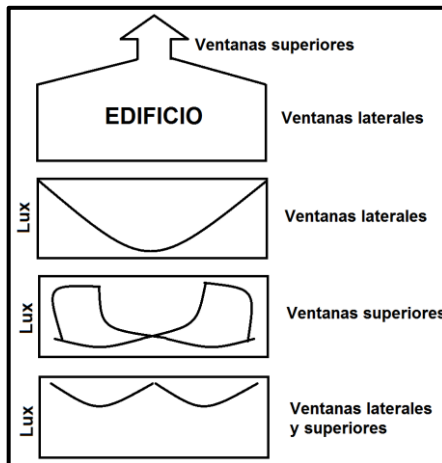 Ventanas superiores
EDIFICIO
Ventanas laterales
Lux
Ventanas laterales
Lux
Ventanas superiores
Lux
Ventanas laterales
y superiores